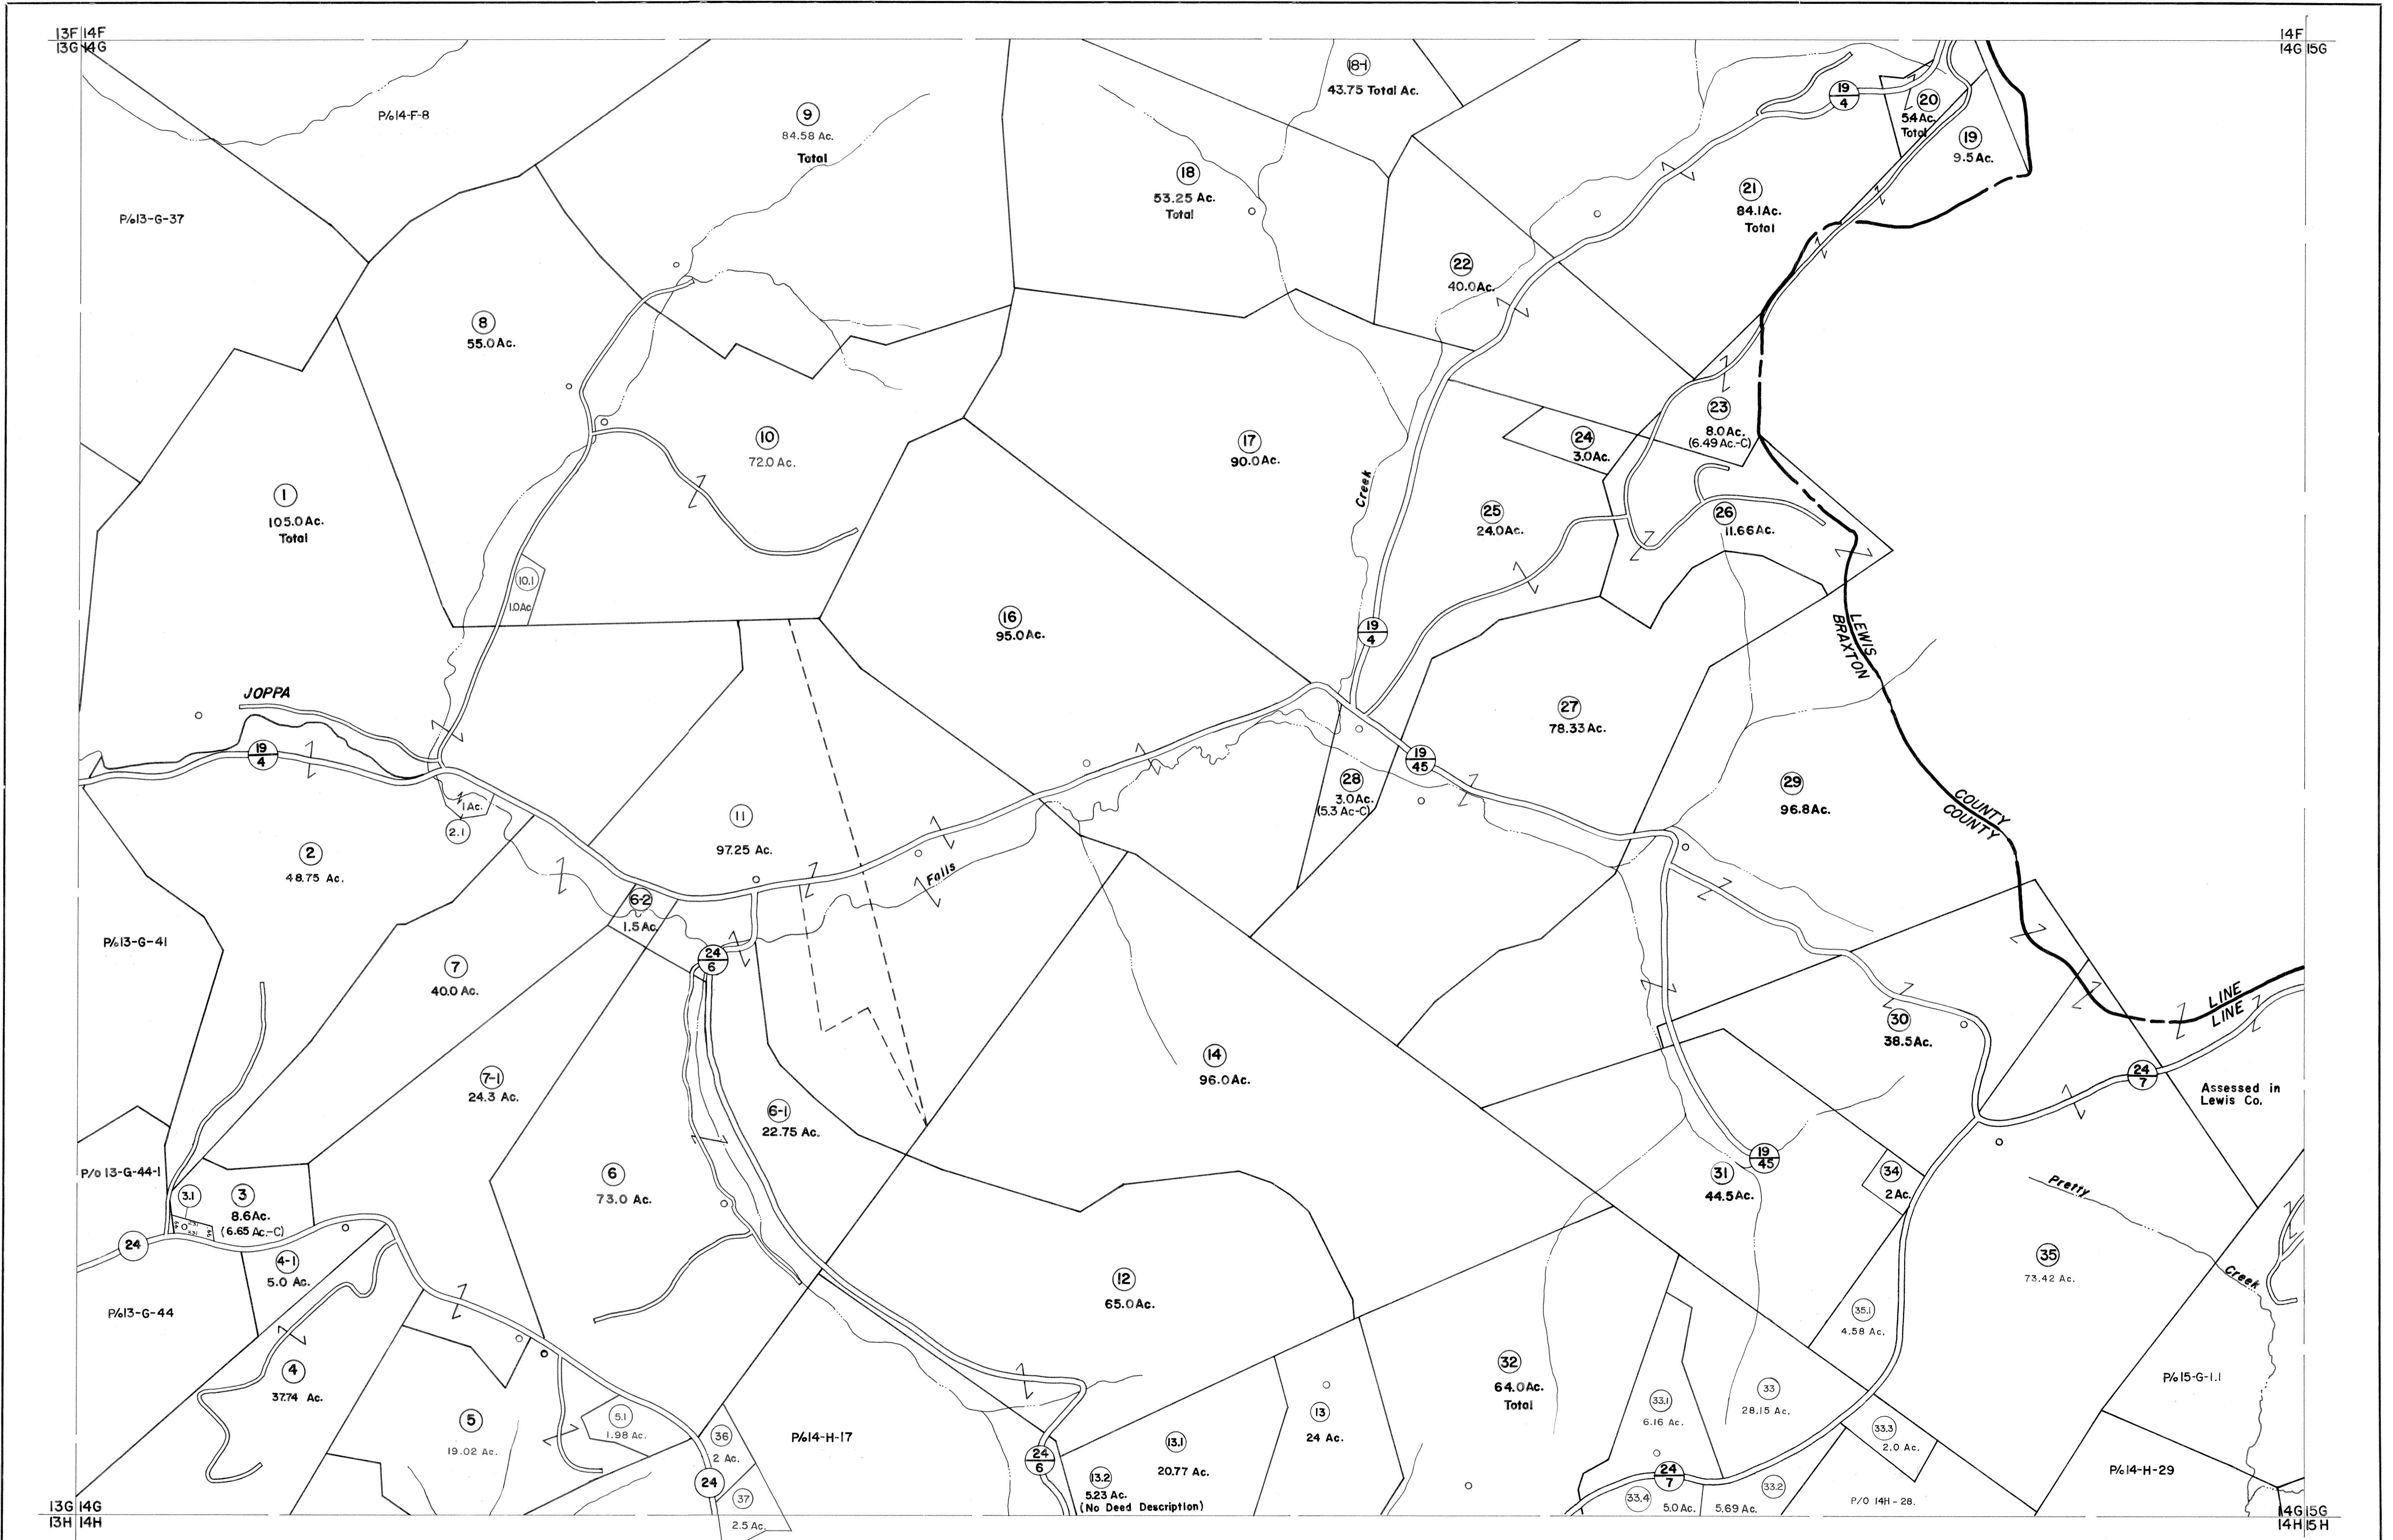 13F 14F
13G 14G
14F
14G 15G
P/o 14-F-8
9
84.58 Ac.
Total
18-1
43.75 Total Ac.
19
4
20
5.4 Ac.
Total
19
9.5 Ac.
P/o 13-G-37
18
53.25 Ac.
Total
21
84.1 Ac.
Total
22
40.0 Ac.
8
55.0 Ac.
10
72.0 Ac.
17
90.0 Ac.
23
8.0 Ac.
(6.49 Ac.-C)
24
3.0 Ac.
Creek
1
105.0 Ac.
Total
25
24.0 Ac.
26
11.66 Ac.
10.1
1.0 Ac
16
95.0 Ac.
19
4
LEWIS
BRAXTON
JOPPA
19
4
27
78.33 Ac.
19
45
28
3.0 Ac.
(5.3 Ac-C)
29
96.8 Ac.
COUNTY
COUNTY
1 Ac.
2.1
11
97.25 Ac.
2
48.75 Ac.
Falls
6-2
1.5 Ac.
P/o 13-G-41
7
40.0 Ac.
24
6
LINE
LINE
30
38.5 Ac.
14
96.0 Ac.
7-1
24.3 Ac.
6-1
22.75 Ac.
24
7
Assessed in
Lewis Co.
P/o 13-G-44-1
3.1
3
8.6 Ac.
(6.65 Ac.-C)
6
73.0 Ac.
19
45
31
44.5 Ac.
34
2 Ac.
Pretty
24
4-1
5.0 Ac.
12
65.0 Ac.
35
73.42 Ac.
Creek
P/o 13-G-44
35.1
4.58 Ac.
4
37.74 Ac.
32
64.0 Ac.
Total
P/o 15-G-1.1
5
19.02 Ac.
5.1
1.98 Ac.
36
2 Ac.
P/o 14-H-17
13
24 Ac.
33.1
6.16 Ac.
33
28.15 Ac.
33.3
2.0 Ac.
24
24
6
13.1
20.77 Ac.
13.2
5.23 Ac.
(No Deed Description)
24
7
P/o 14-H-29
37
2.5 Ac.
33.4
5.0 Ac.
5.69 Ac.
33.2
P/O 14H-28.
13G 14G
13H 14H
14G 15G
14H 15H